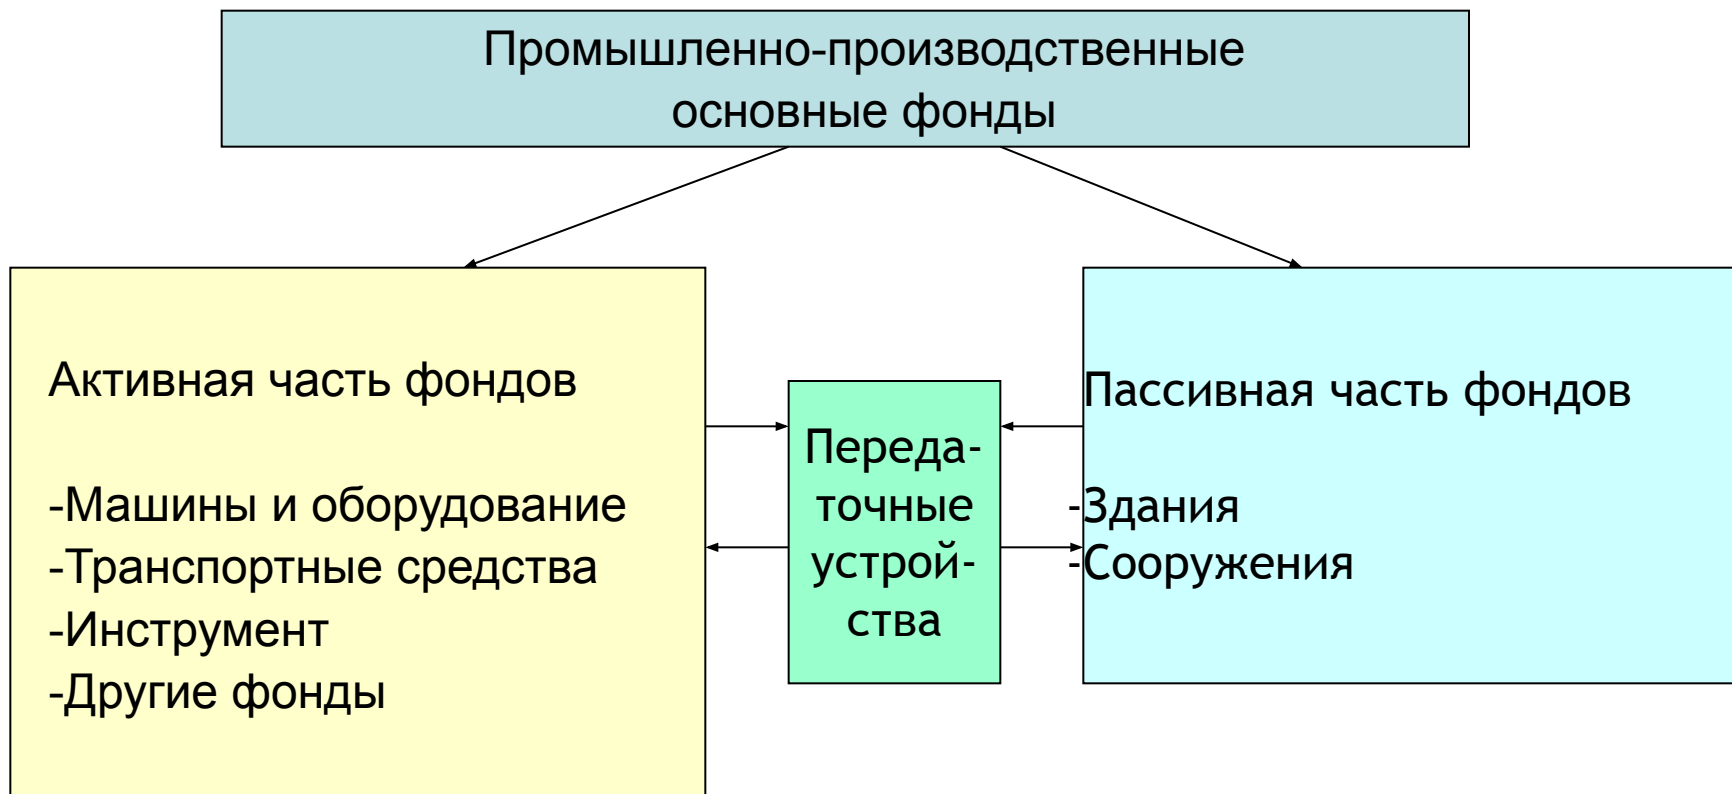 Промышленно-производственные
основные фонды
Активная часть фондов
-Машины и оборудование
-Транспортные средства
-Инструмент
-Другие фонды
Переда-
точные
устрой-
ства
Пассивная часть фондов
-Здания
-Сооружения